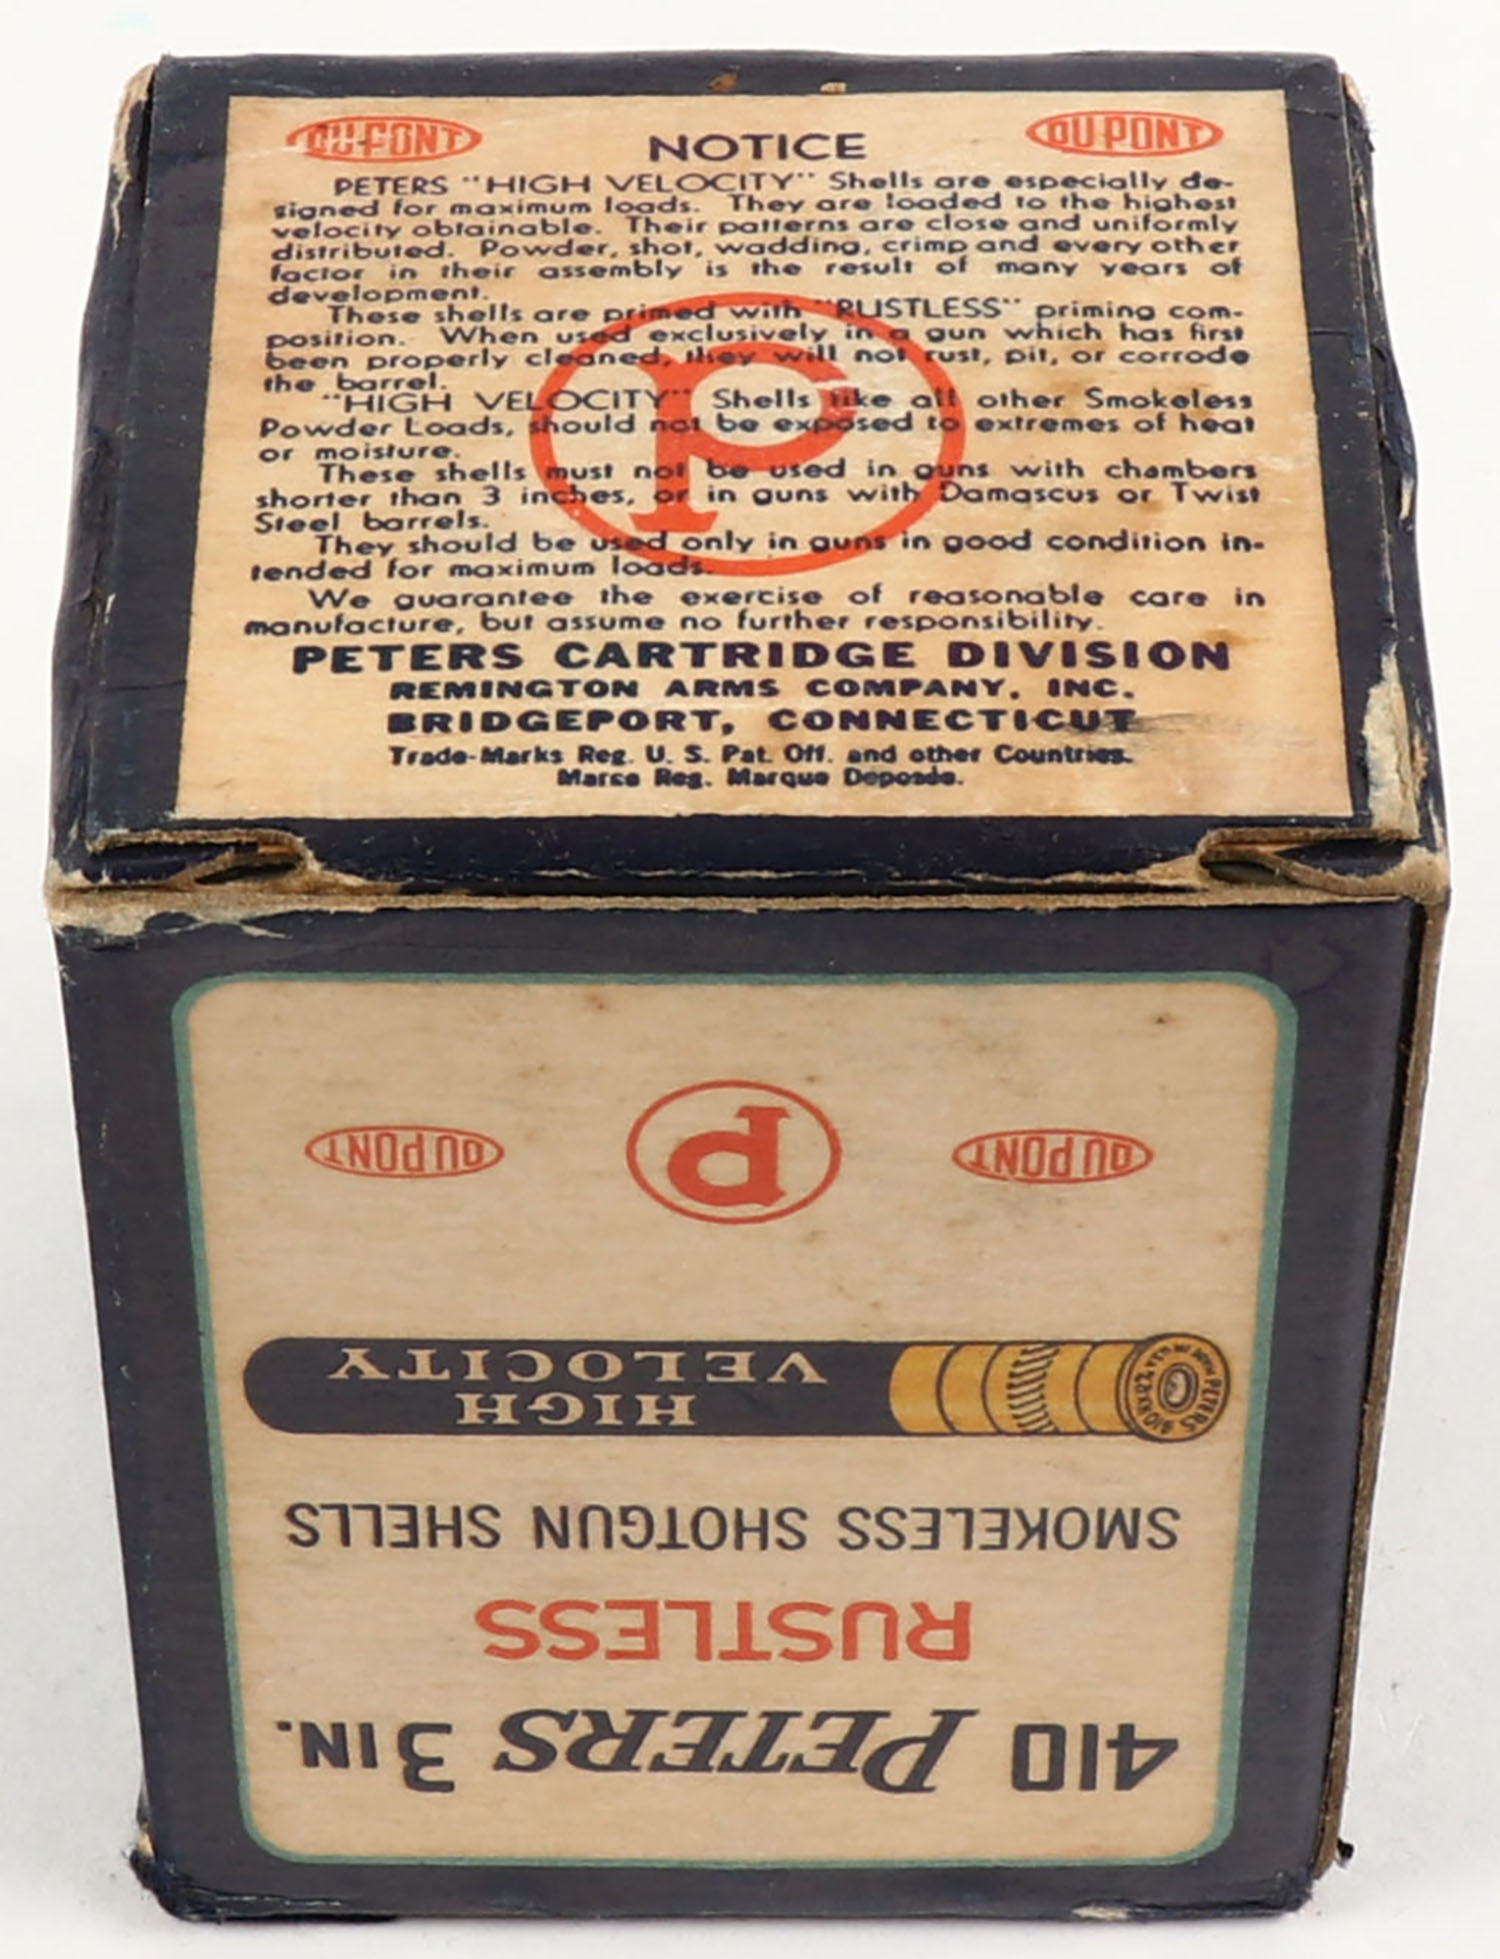 DU PONT NOTICE DU PONT
PETERS "HIGH VELOCITY" Shells are especially de-
signed for maximum loads. They are loaded to the highest
velocity obtainable. Their patterns are close and uniformly
distributed. Powder, shot, wadding, crimp and every other
factor in their assembly is the result of many years of
development.
These shells are primed with "RUSTLESS" priming com-
position. When used exclusively in a gun which has first
been properly cleaned, they will not rust, pit, or corrode
the barrel.
"HIGH VELOCITY" Shells like all other Smokeless
Powder Loads, should not be exposed to extremes of heat
or moisture.
These shells must not be used in guns with chambers
shorter than 3 inches, or in guns with Damascus or Twist
Steel barrels.
They should be used only in guns in good condition in-
tended for maximum loads.
We guarantee the exercise of reasonable care in
manufacture, but assume no further responsibility.
P
PETERS CARTRIDGE DIVISION
REMINGTON ARMS COMPANY, INC.
BRIDGEPORT, CONNECTICUT
Trade-Marks Reg. U. S. Pat. Off. and other Countries.
Marca Reg. Marque Deposée.
410 PETERS 3 IN.
RUSTLESS
SMOKELESS SHOTGUN SHELLS
HIGH
VELOCITY
PETERS
DU PONT P DU PONT